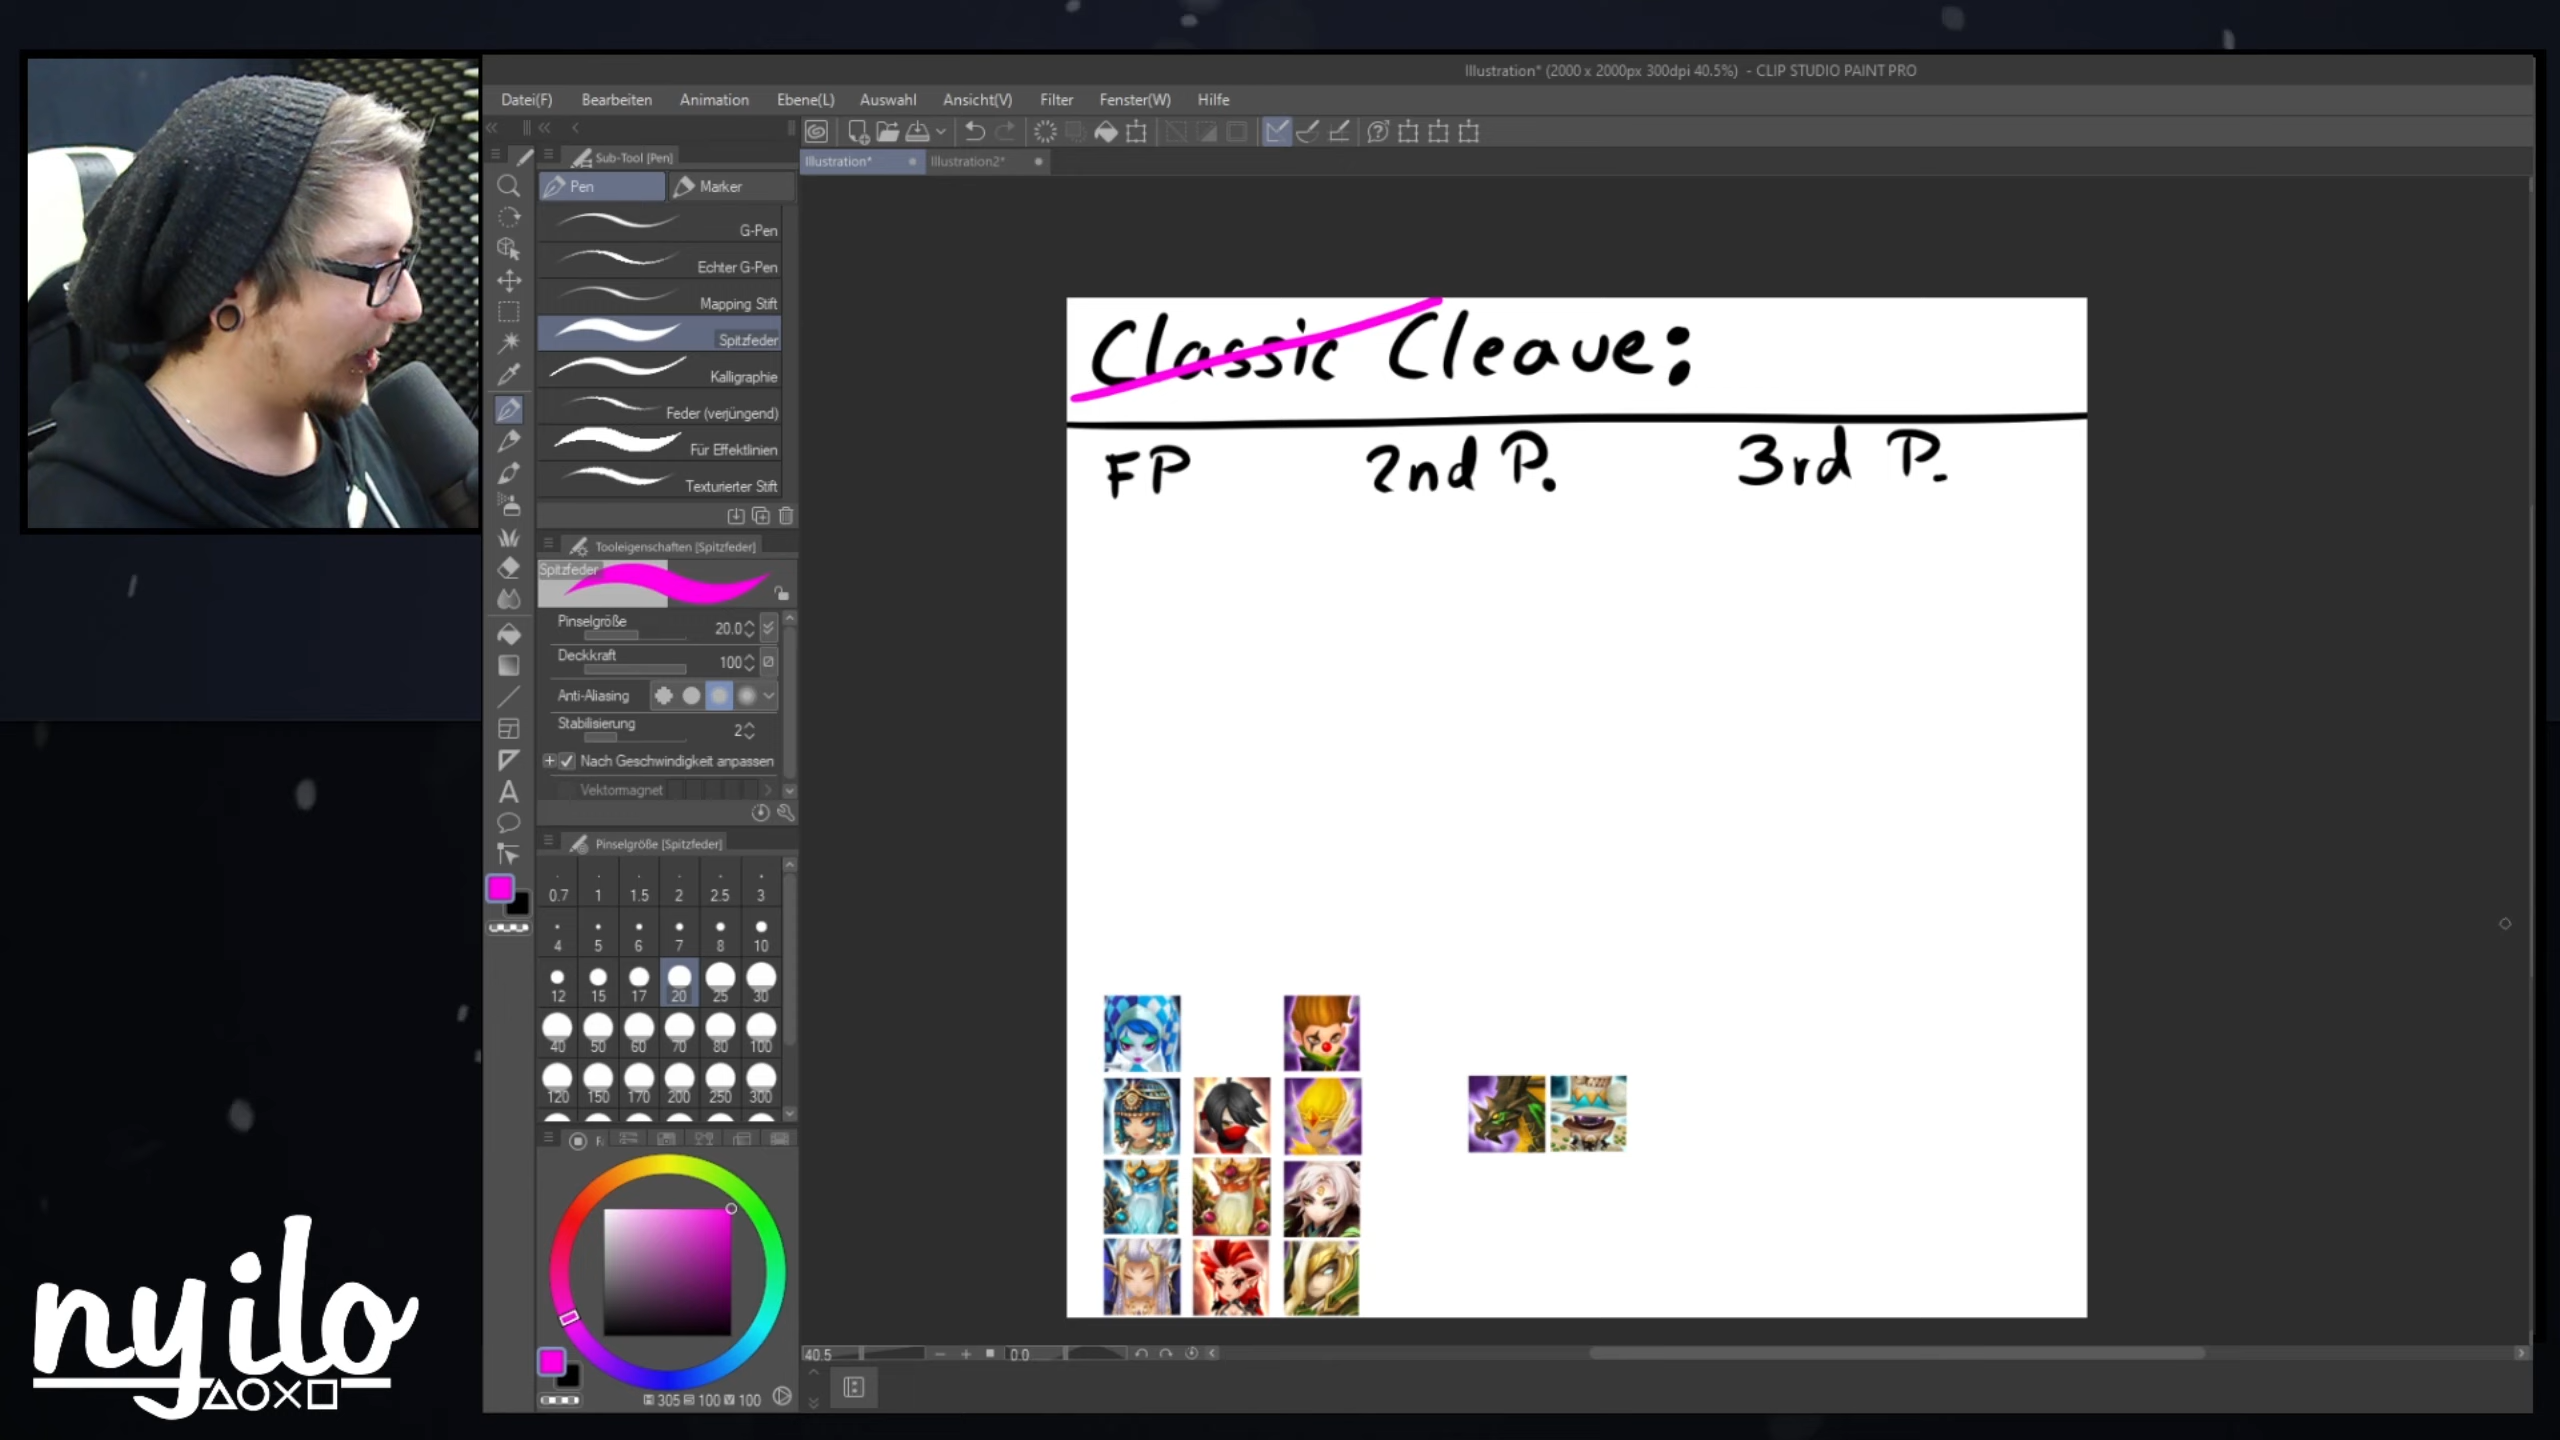 Illustration* (2000 x 2000px 300dpi 40.5%) - CLIP STUDIO PAINT PRO
Datei(F) Bearbeiten Animation Ebene(L) Auswahl Ansicht(V) Filter Fenster(W) Hilfe
Sub-Tool [Pen]
Illustration* Illustration2*
Pen Marker
G-Pen
Echter G-Pen
Mapping Stift
Spitzfeder
Kalligraphie
Feder (verjüngend)
Für Effektlinien
Texturierter Stift
Tooleigenschaften [Spitzfeder]
Spitzfeder
Pinselgröße 20.0
Deckkraft 100
Anti-Aliasing
Stabilisierung 2
Nach Geschwindigkeit anpassen
Vektormagnet
Pinselgröße [Spitzfeder]
0.7 1 1.5 2 2.5 3
4 5 6 7 8 10
12 15 17 20 25 30
40 50 60 70 80 100
120 150 170 200 250 300
305 100 100
Classic Cleave:
FP 2nd P. 3rd P.
40.5 0.0
nyilo